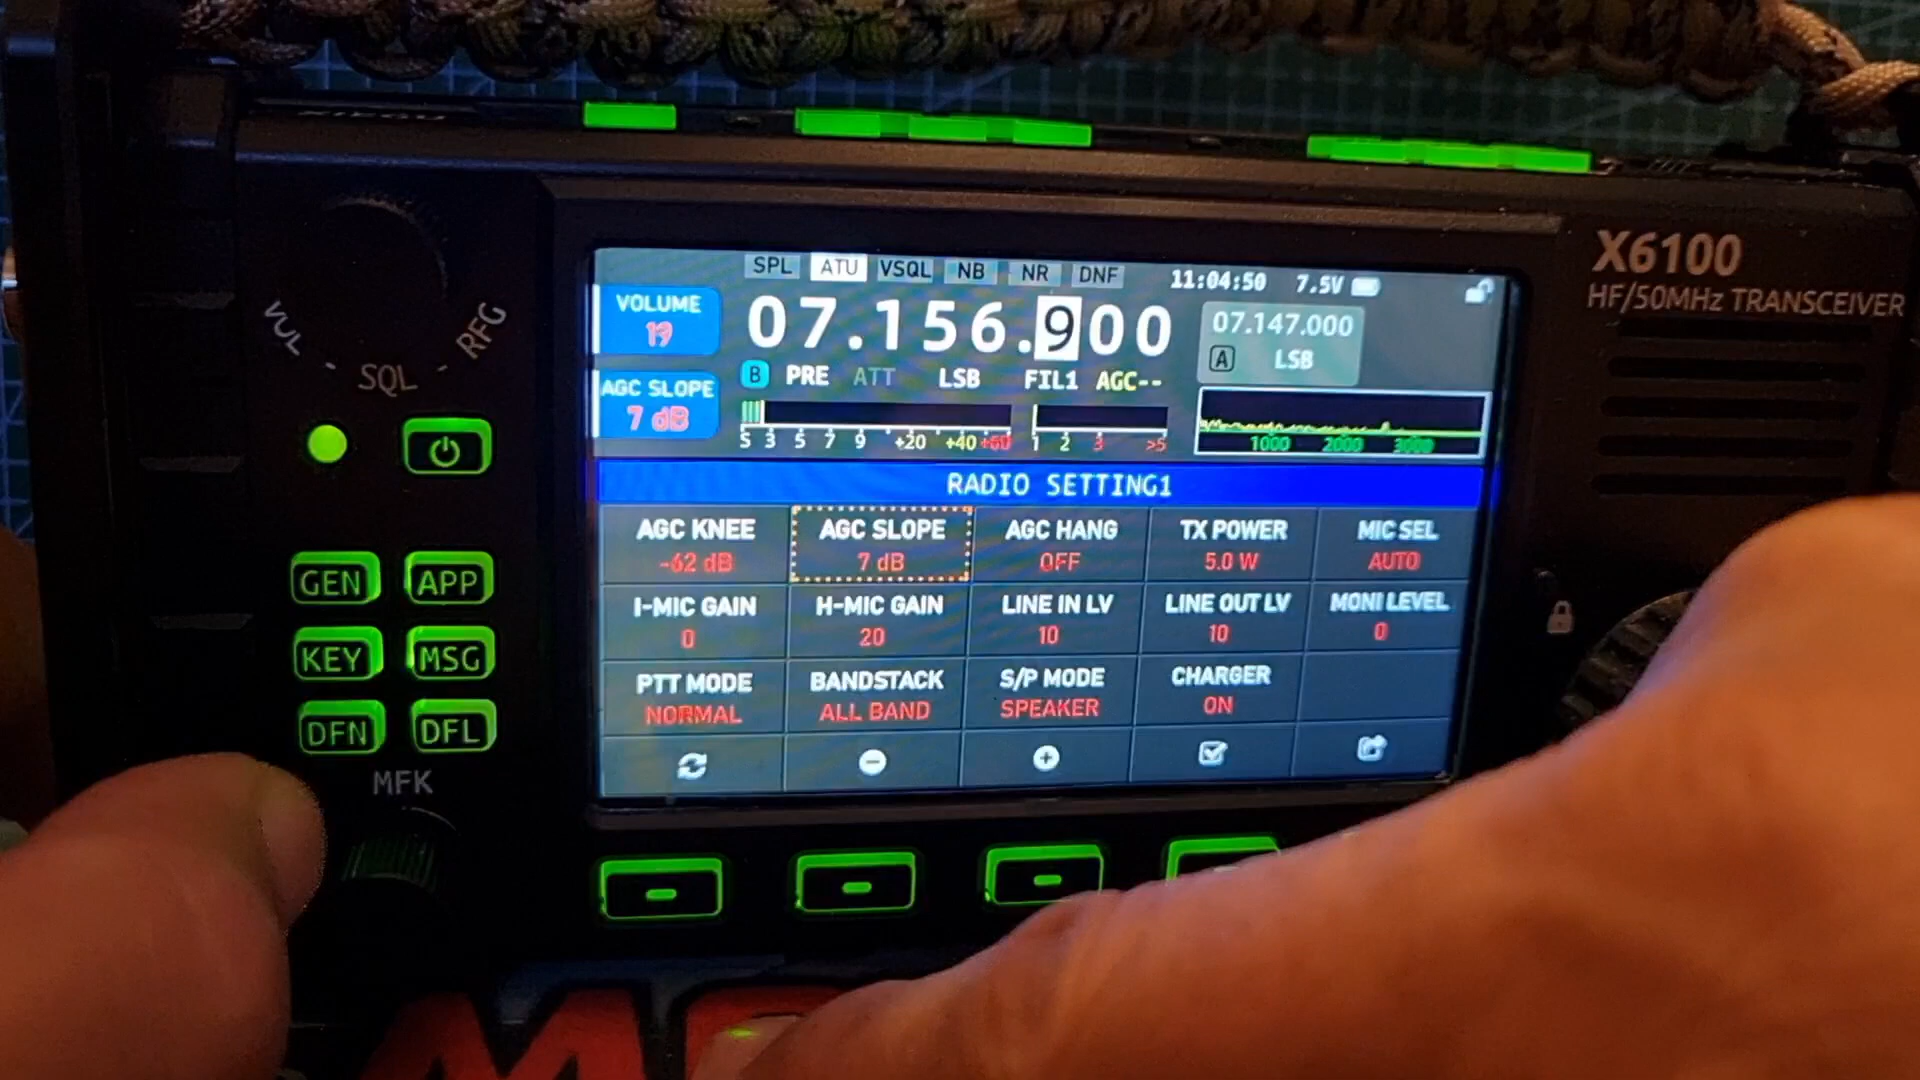 XIEGU
X6100
HF/50MHz TRANSCEIVER
VOL - SQL - RFG
SPL ATU VSQL NB NR DNF 11:04:50 7.5V
VOLUME
19
07.156.900
07.147.000
A LSB
AGC SLOPE
7 dB
B PRE ATT LSB FIL1 AGC--
S 3 5 7 9 +20 +40 +60 1 2 3 >5
1000 2000 3000
RADIO SETTING1
AGC KNEE AGC SLOPE AGC HANG TX POWER MIC SEL
-62 dB 7 dB OFF 5.0 W AUTO
I-MIC GAIN H-MIC GAIN LINE IN LV LINE OUT LV MONI LEVEL
0 20 10 10 0
PTT MODE BANDSTACK S/P MODE CHARGER
NORMAL ALL BAND SPEAKER ON
GEN APP
KEY MSG
DFN DFL
MFK